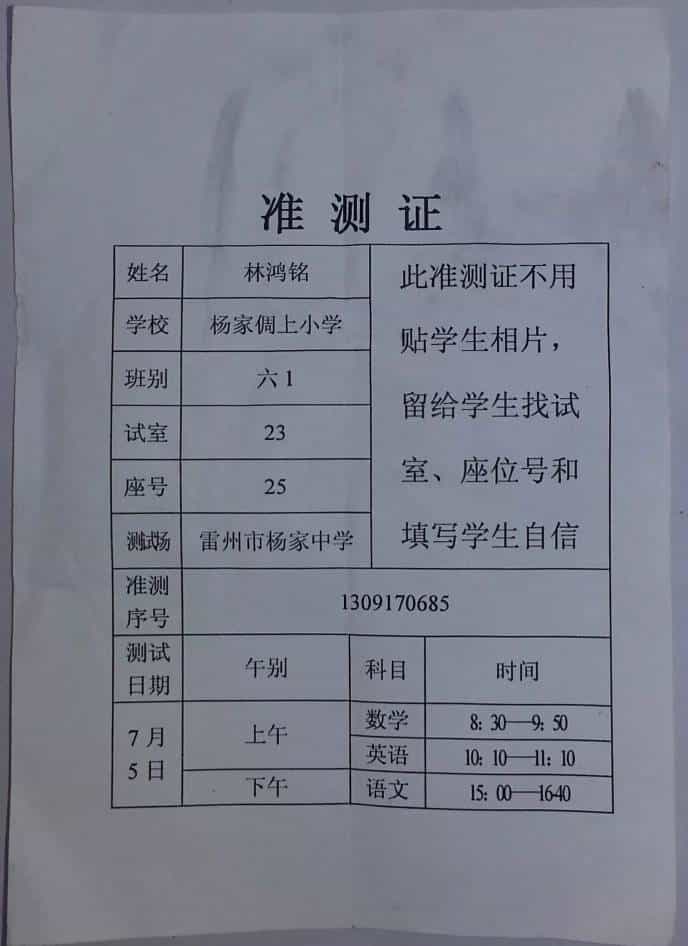 准测证
姓名 林鸿铭 此准测证不用
学校 杨家倜上小学 贴学生相片，
班别 六1 留给学生找试
试室 23 室、座位号和
座号 25 填写学生自信
测试场 雷州市杨家中学
准测
序号 1309170685
测试
日期 午别 科目 时间
7月
5日 上午 数学 8：30—9：50
英语 10：10—11：10
下午 语文 15：00—1640